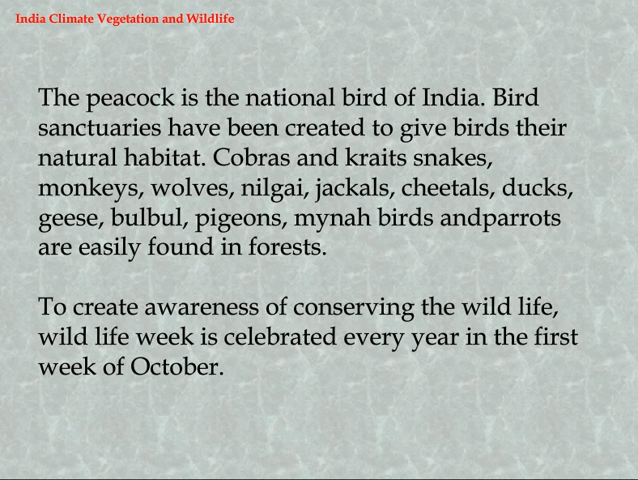 India Climate Vegetation and Wildlife
The peacock is the national bird of India. Bird
sanctuaries have been created to give birds their
natural habitat. Cobras and kraits snakes,
monkeys, wolves, nilgai, jackals, cheetals, ducks,
geese, bulbul, pigeons, mynah birds andparrots
are easily found in forests.
To create awareness of conserving the wild life,
wild life week is celebrated every year in the first
week of October.